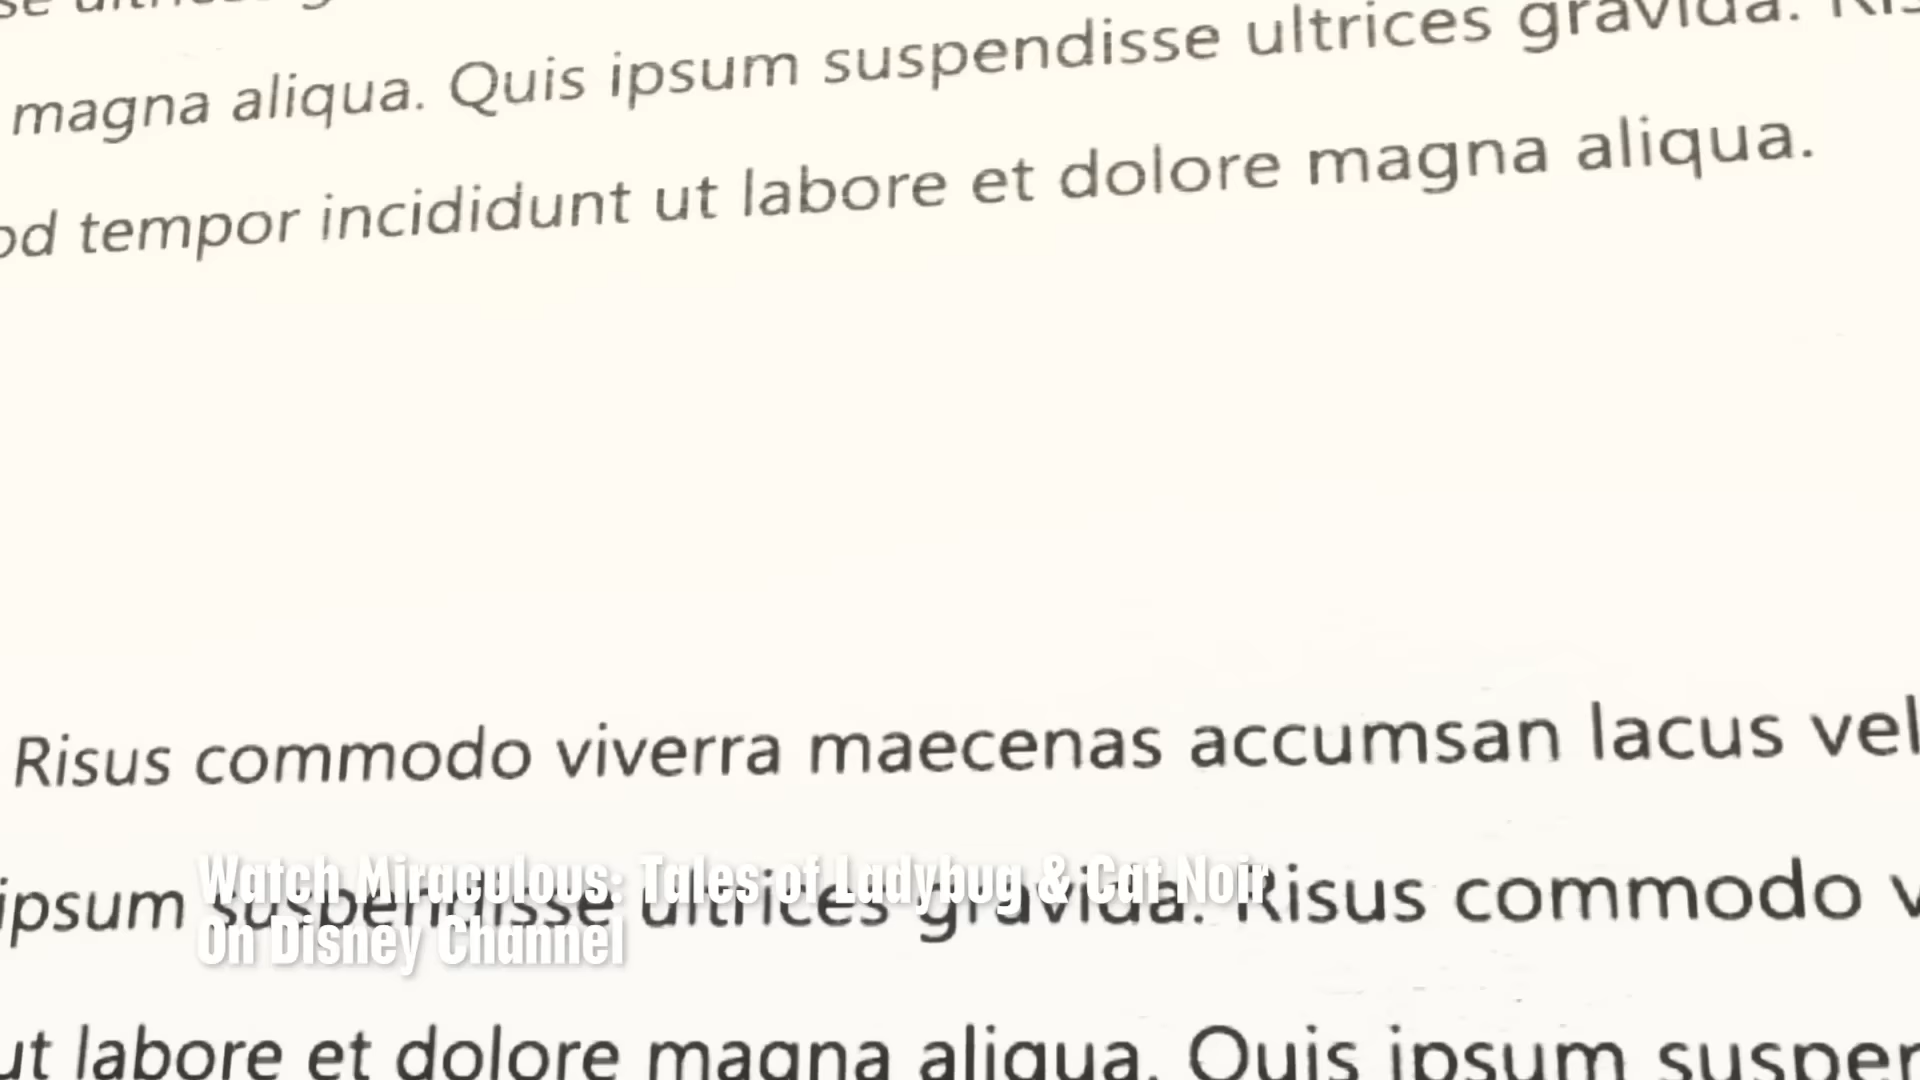 magna aliqua. Quis ipsum suspendisse ultrices gravida.
tempor incididunt ut labore et dolore magna aliqua.
Risus commodo viverra maecenas accumsan lacus vel
ipsum suspendisse ultrices gravida. Risus commodo
Watch Miraculous: Tales of Ladybug & Cat Noir
On Disney Channel
ut labore et dolore magna aliqua. Quis ipsum